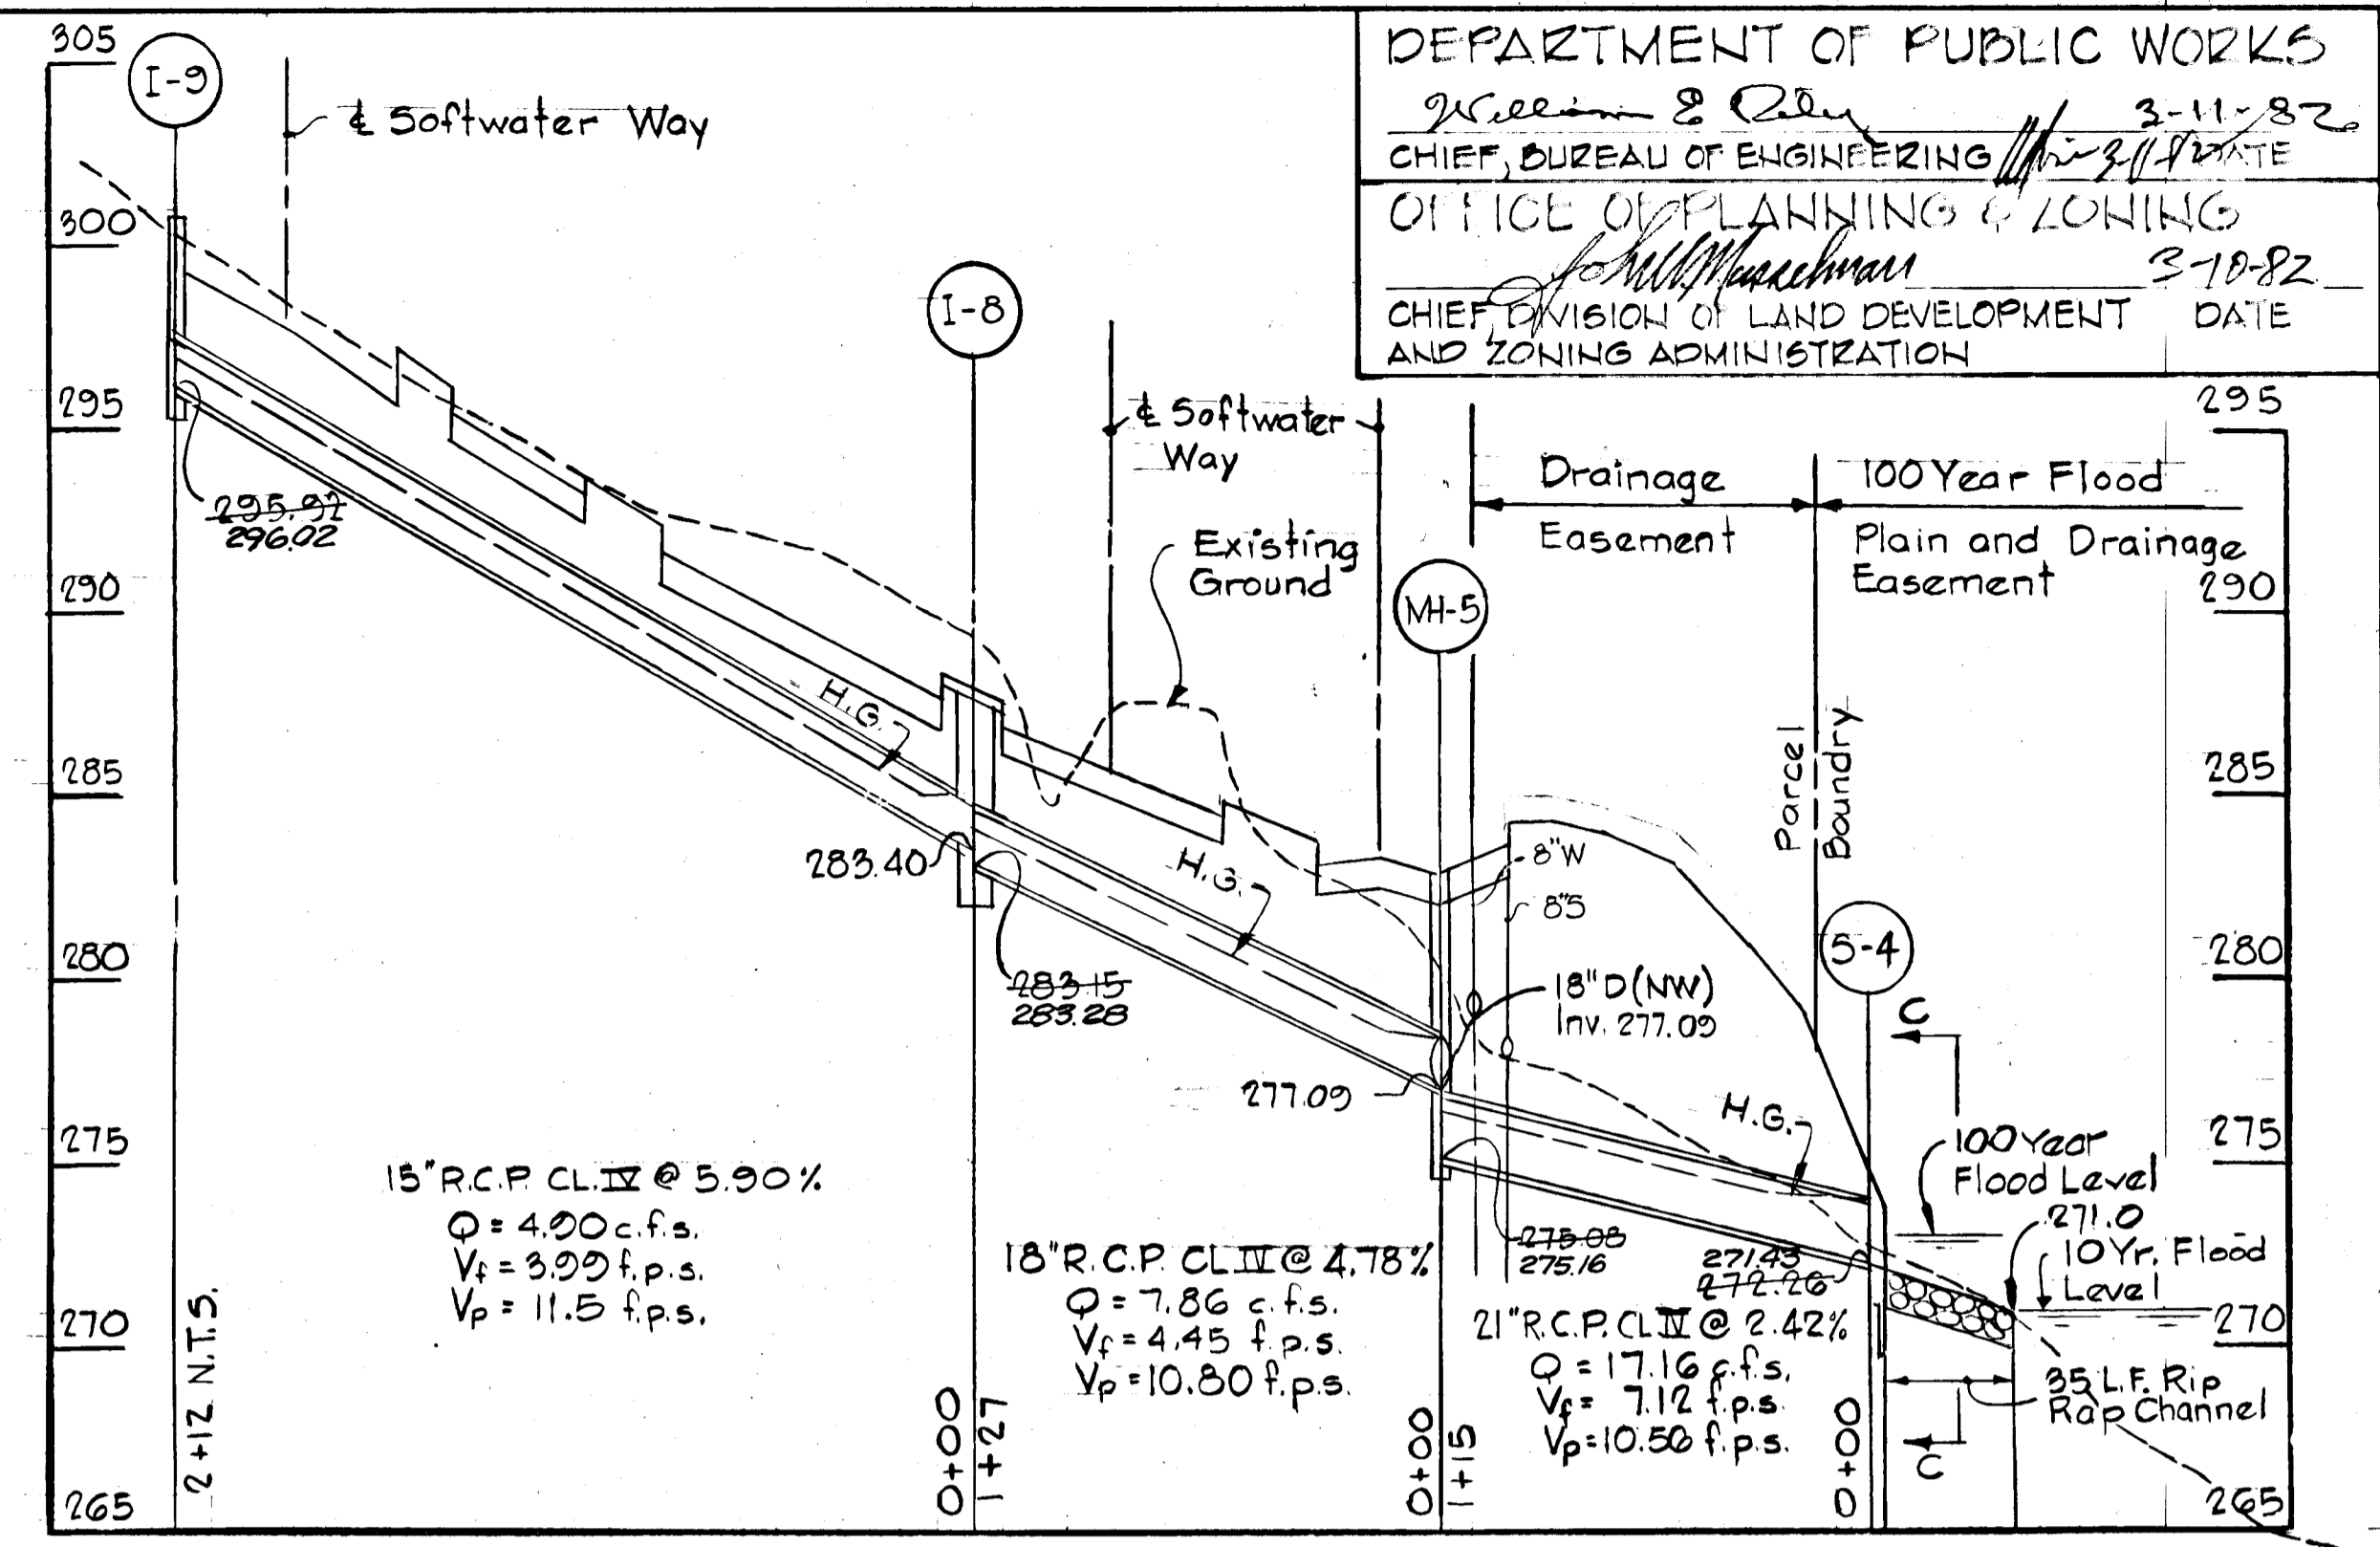 DEPARTMENT OF PUBLIC WORKS
3-11-82
CHIEF, BUREAU OF ENGINEERING DATE
OFFICE OF PLANNING & ZONING
3-10-82
CHIEF, DIVISION OF LAND DEVELOPMENT DATE
AND ZONING ADMINISTRATION
305
300
295
290
285
280
275
270
265
I-9
℄ Softwater Way
295.92
296.02
I-8
℄ Softwater
Way
Existing
Ground
H.G.
283.40
283.15
283.28
H.G.
MH-5
Drainage
Easement
100 Year Flood
Plain and Drainage
Easement
Parcel
Boundry
8"W
8"S
18"D(NW)
Inv. 277.09
277.09
S-4
C
H.G.
100 Year
Flood Level
271.0
10 Yr. Flood
Level
275.08
275.16
271.43
272.26
15"R.C.P. CL.IV @ 5.90%
Q = 4.90 c.f.s.
Vf = 3.99 f.p.s.
Vp = 11.5 f.p.s.
18"R.C.P. CL IV @ 4.78%
Q = 7.86 c.f.s.
Vf = 4.45 f.p.s.
Vp = 10.80 f.p.s.
21"R.C.P. CL IV @ 2.42%
Q = 17.16 c.f.s.
Vf = 7.12 f.p.s.
Vp = 10.56 f.p.s.
35 L.F. Rip
Rap Channel
C
2+12 N.T.S.
0+00
1+27
0+00
1+15
0+00
295
290
285
280
275
270
265